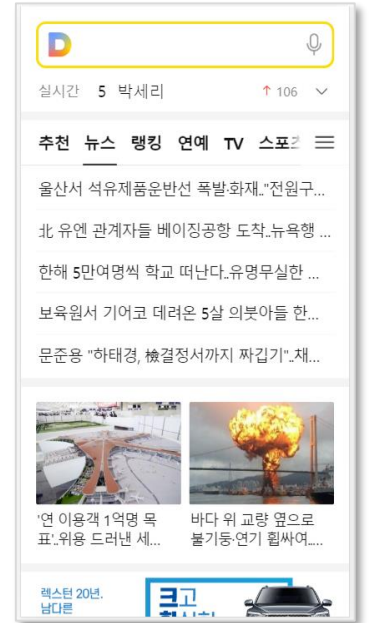 D
실시간 5 박세리 ↑ 106
추천 뉴스 랭킹 연예 TV 스포츠
울산서 석유제품운반선 폭발·화재.."전원구...
北 유엔 관계자들 베이징공항 도착..뉴욕행 ...
한해 5만여명씩 학교 떠난다..유명무실한 ...
보육원서 기어코 데려온 5살 의붓아들 한...
문준용 "하태경, 檢결정서까지 짜깁기"..채...
'연 이용객 1억명 목
표'..위용 드러낸 세...
바다 위 교량 옆으로
불기둥·연기 휩싸여.....
렉스턴 20년.
남다른
크고